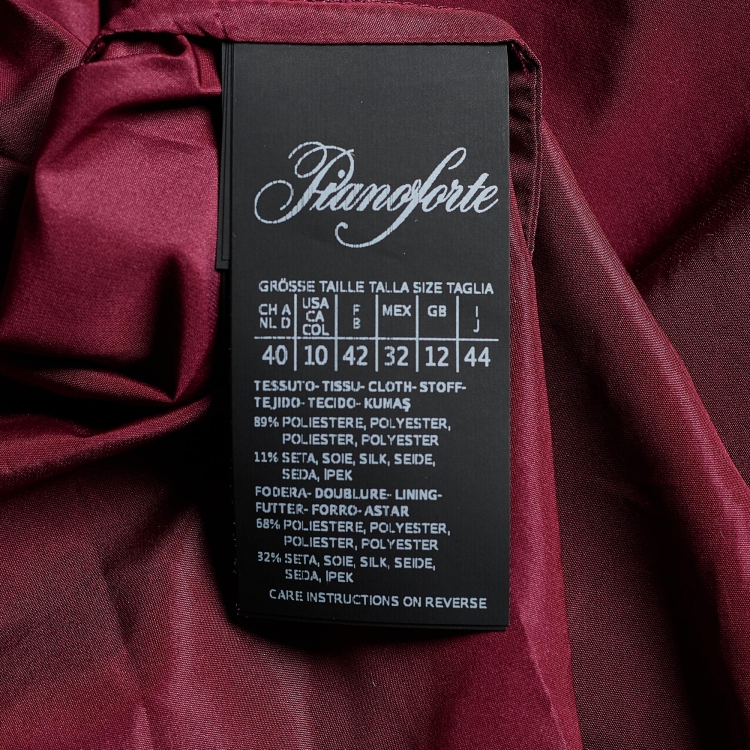 Pianoforte
GRÖSSE TAILLE TALLA SIZE TAGLIA
CH A NL D | USA CA COL | F B | MEX | GB | I J
40 | 10 | 42 | 32 | 12 | 44
TESSUTO- TISSU- CLOTH- STOFF-
TEJIDO- TECIDO- KUMAŞ
89% POLIESTERE, POLYESTER,
POLIESTER, POLYESTER
11% SETA, SOIE, SILK, SEIDE,
SEDA, İPEK
FODERA- DOUBLURE- LINING-
FUTTER- FORRO- ASTAR
68% POLIESTERE, POLYESTER,
POLIESTER, POLYESTER
32% SETA, SOIE, SILK, SEIDE,
SEDA, İPEK
CARE INSTRUCTIONS ON REVERSE